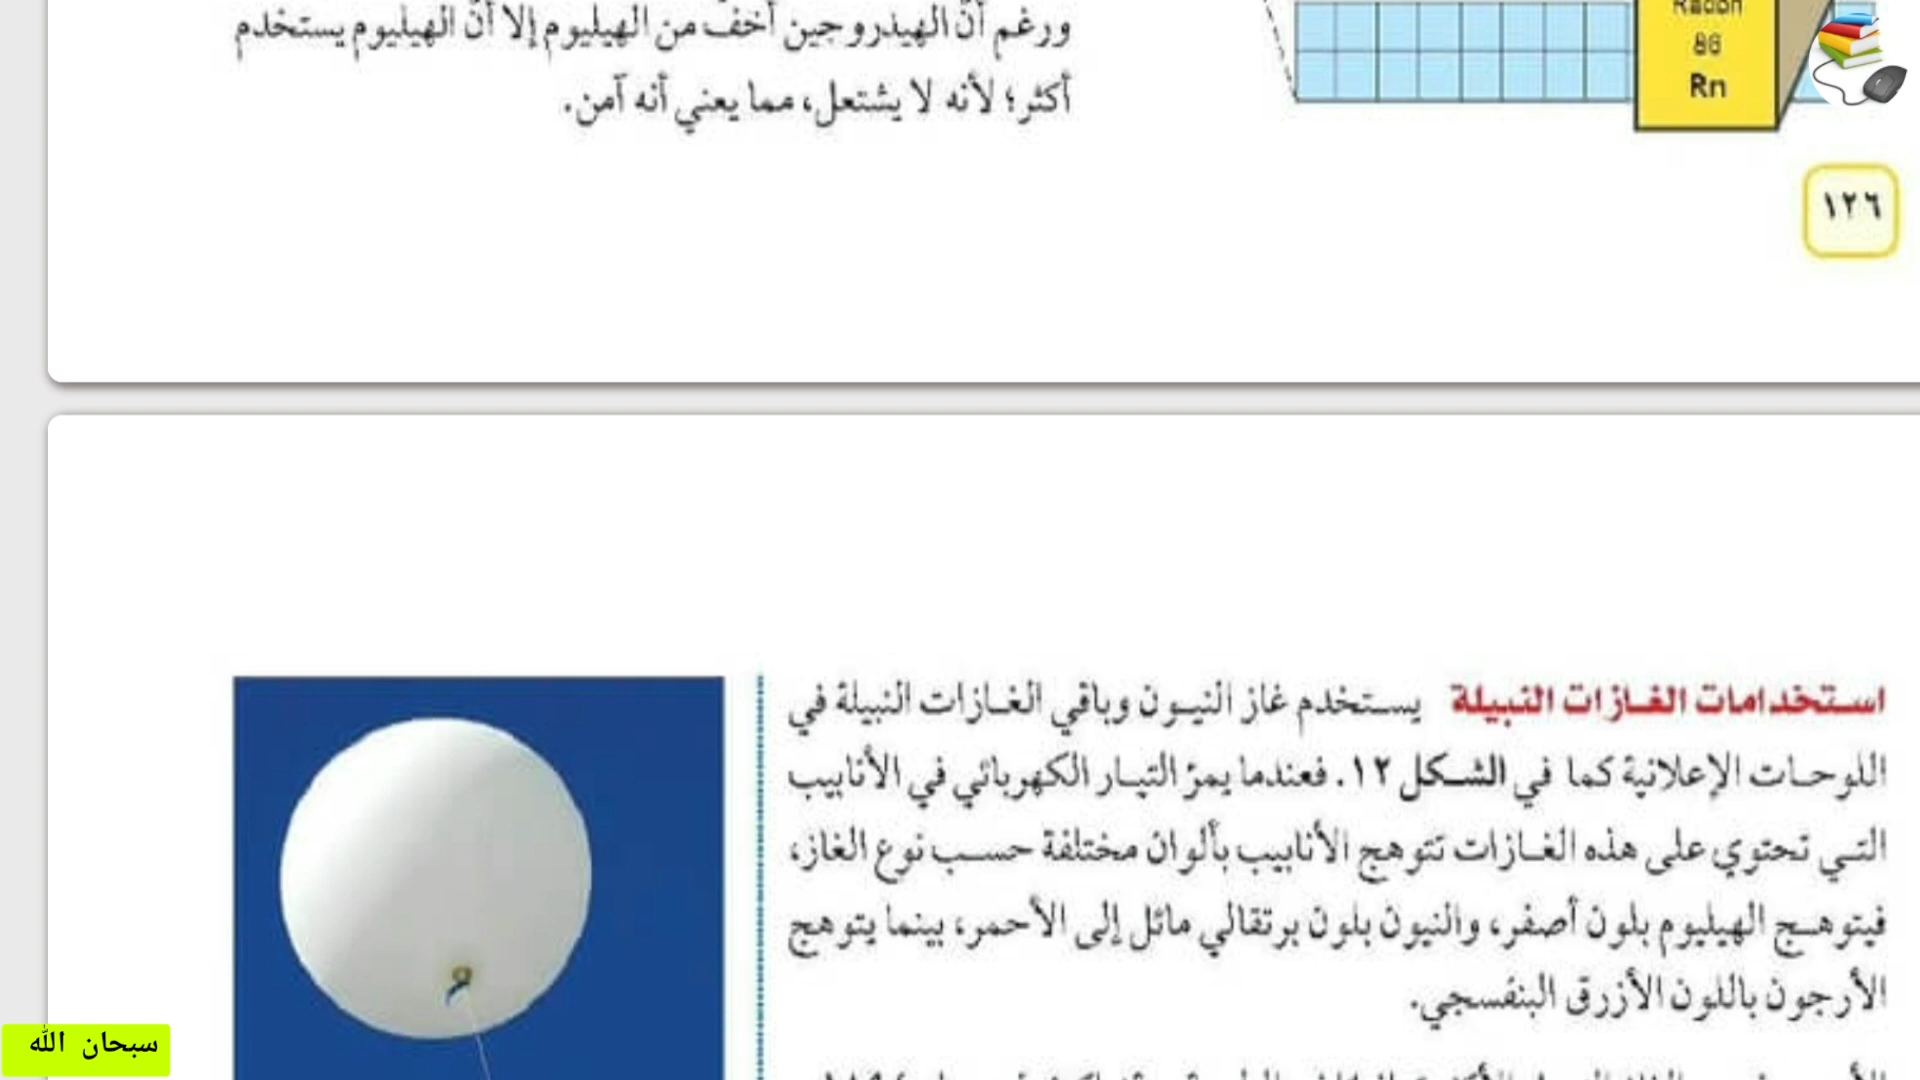 ورغم أنّ الهيدروجين أخفّ من الهيليوم إلا أنّ الهيليوم يستخدم
أكثر؛ لأنه لا يشتعل، مما يعني أنه آمن.
Radon
86
Rn
١٢٦
استخدامات الغازات النبيلة يستخدم غاز النيون وباقي الغازات النبيلة في
اللوحات الإعلانية كما في الشكل ١٢. فعندما يمرّ التيار الكهربائي في الأنابيب
التي تحتوي على هذه الغازات تتوهج الأنابيب بألوان مختلفة حسب نوع الغاز،
فيتوهج الهيليوم بلون أصفر، والنيون بلون برتقالي مائل إلى الأحمر، بينما يتوهج
الأرجون باللون الأزرق البنفسجي.
سبحان الله